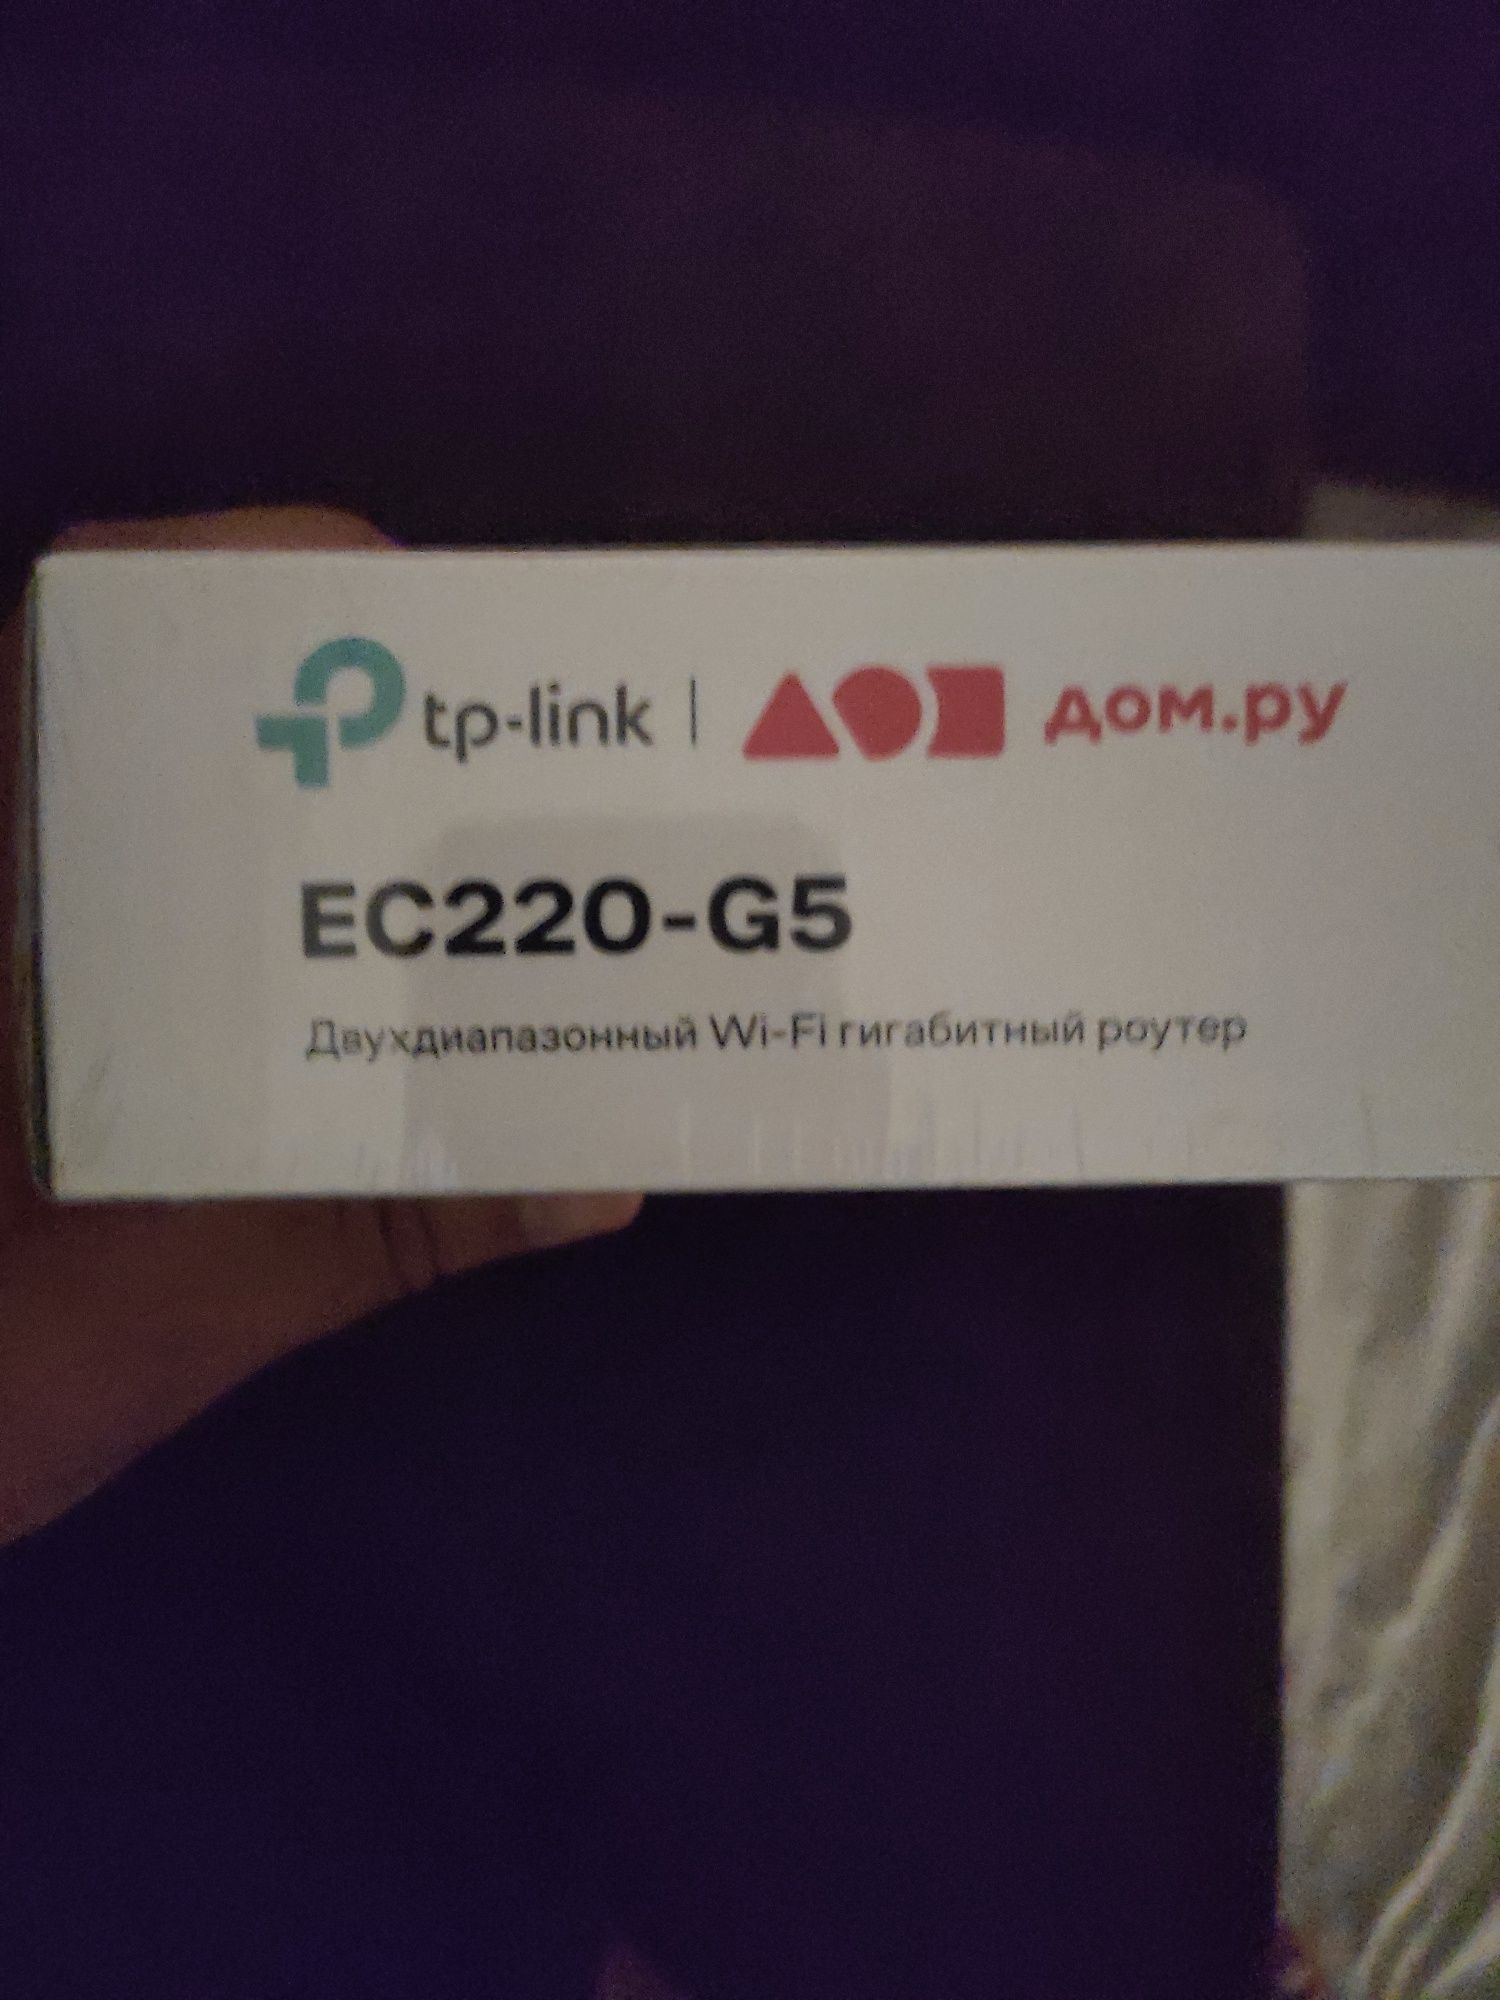 tp-link | дом.ру
EC220-G5
Двухдиапазонный Wi-Fi гигабитный роутер